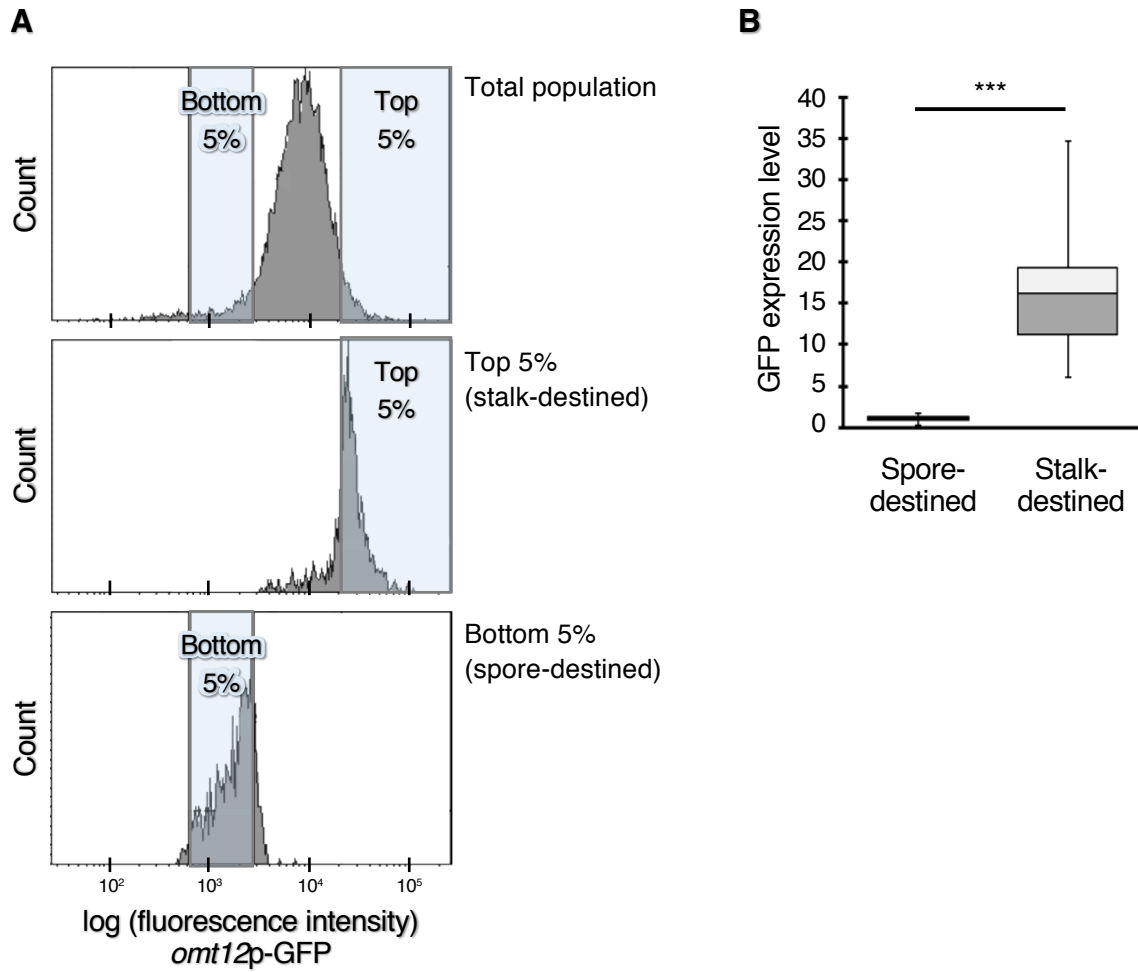 A
B
Bottom
5%
Top
5%
Total population
Count
Top
5%
Top 5%
(stalk-destined)
Count
Bottom
5%
Bottom 5%
(spore-destined)
Count
10² 10³ 10⁴ 10⁵
log (fluorescence intensity)
omt12p-GFP
***
GFP expression level
40
35
30
25
20
15
10
5
0
Spore-
destined
Stalk-
destined